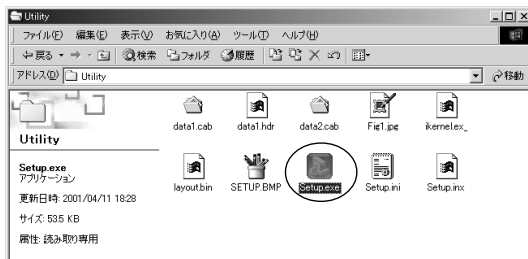 Utility
ファイル(F) 編集(E) 表示(V) お気に入り(A) ツール(T) ヘルプ(H)
戻る 検索 フォルダ 履歴
アドレス(D) Utility 移動
data1.cab data1.hdr data2.cab Fig1.jpg ikernel.ex_
Utility
layout.bin SETUP.BMP Setup.exe Setup.ini Setup.inx
Setup.exe
アプリケーション
更新日時: 2001/04/11 18:28
サイズ: 53.5 KB
属性: 読み取り専用